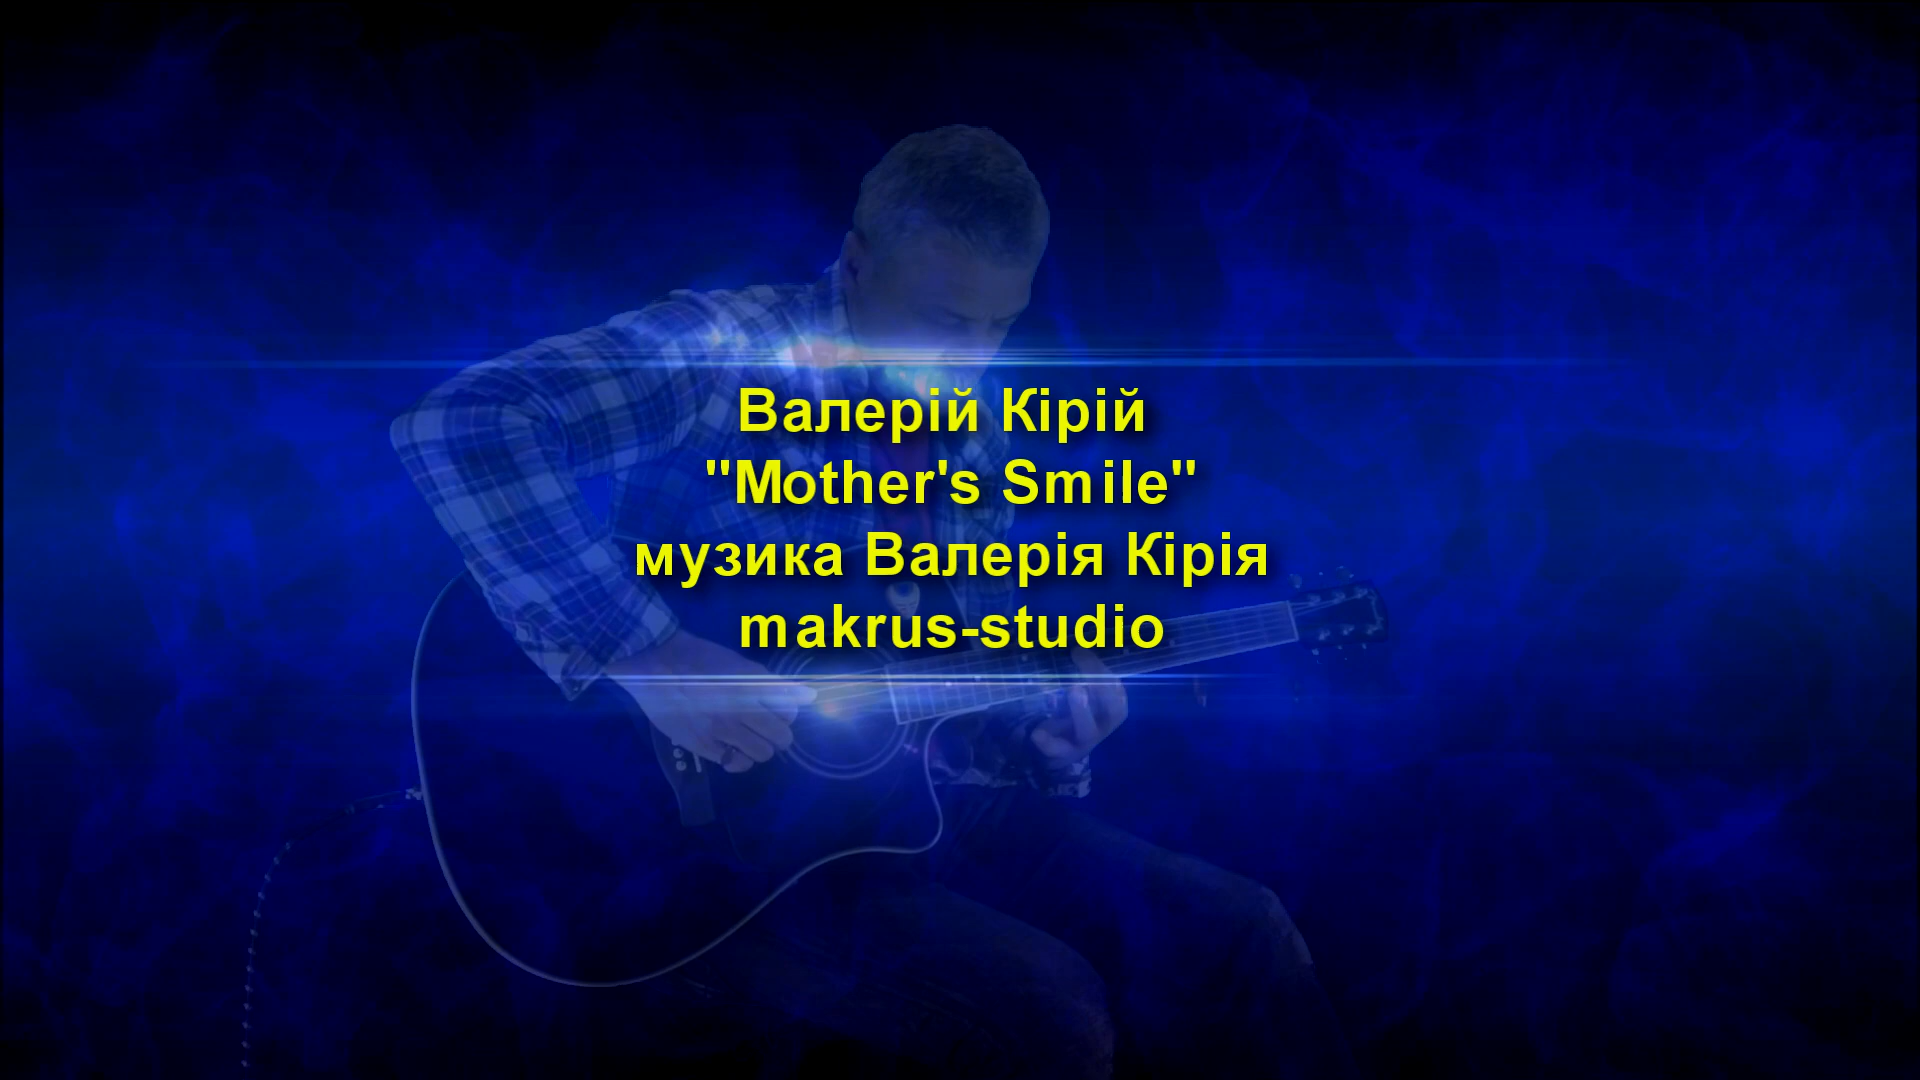 Валерій Кірій
"Mother's Smile"
музика Валерія Кірія
makrus-studio